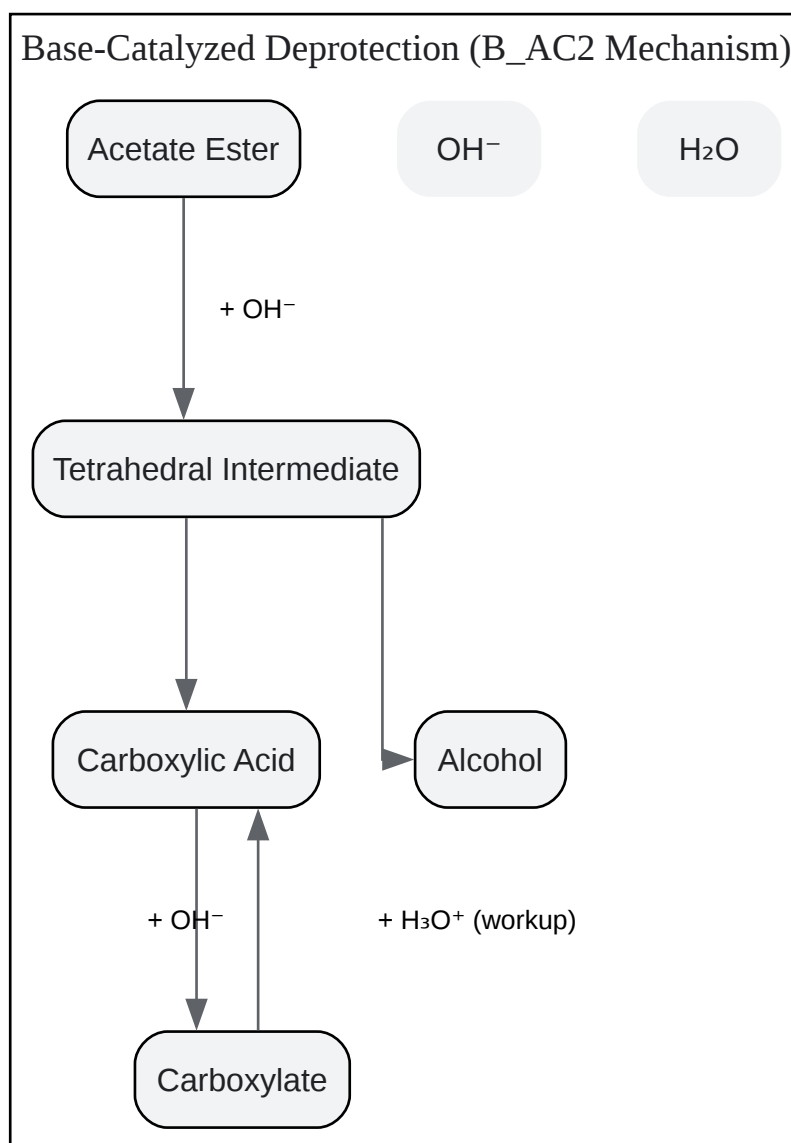 Base-Catalyzed Deprotection (B_AC2 Mechanism)
Acetate Ester
OH⁻
H₂O
+ OH⁻
Tetrahedral Intermediate
Carboxylic Acid
Alcohol
+ OH⁻
+ H₃O⁺ (workup)
Carboxylate